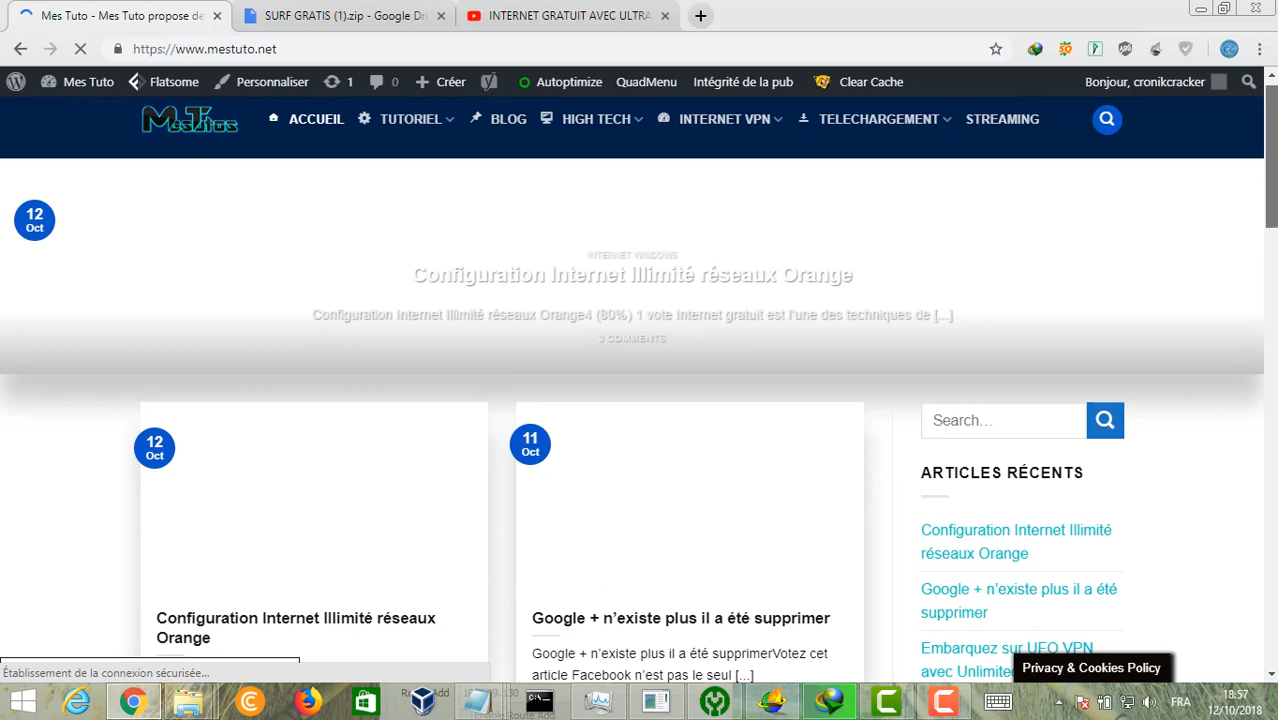 Mes Tuto - Mes Tuto propose de
SURF GRATIS (1).zip - Google Dri
INTERNET GRATUIT AVEC ULTRA
https://www.mestuto.net
Mes Tuto
Flatsome
Personnaliser
1
0
Créer
Autoptimize
QuadMenu
Intégrité de la pub
Clear Cache
Bonjour, cronikcracker
MesTutos
ACCUEIL
TUTORIEL
BLOG
HIGH TECH
INTERNET VPN
TELECHARGEMENT
STREAMING
12
Oct
INTERNET WINDOWS
Configuration Internet Illimité réseaux Orange
Configuration Internet Illimité réseaux Orange4 (80%) 1 vote Internet gratuit est l'une des techniques de [...]
3 COMMENTS
12
Oct
Configuration Internet Illimité réseaux
Orange
11
Oct
Google + n'existe plus il a été supprimer
Google + n'existe plus il a été supprimerVotez cet
article Facebook n'est pas le seul [...]
Search...
ARTICLES RÉCENTS
Configuration Internet Illimité
réseaux Orange
Google + n'existe plus il a été
supprimer
Embarquez sur UFO VPN
avec Unlimited
Privacy & Cookies Policy
Établissement de la connexion sécurisée...
FRA
18:57
12/10/2018